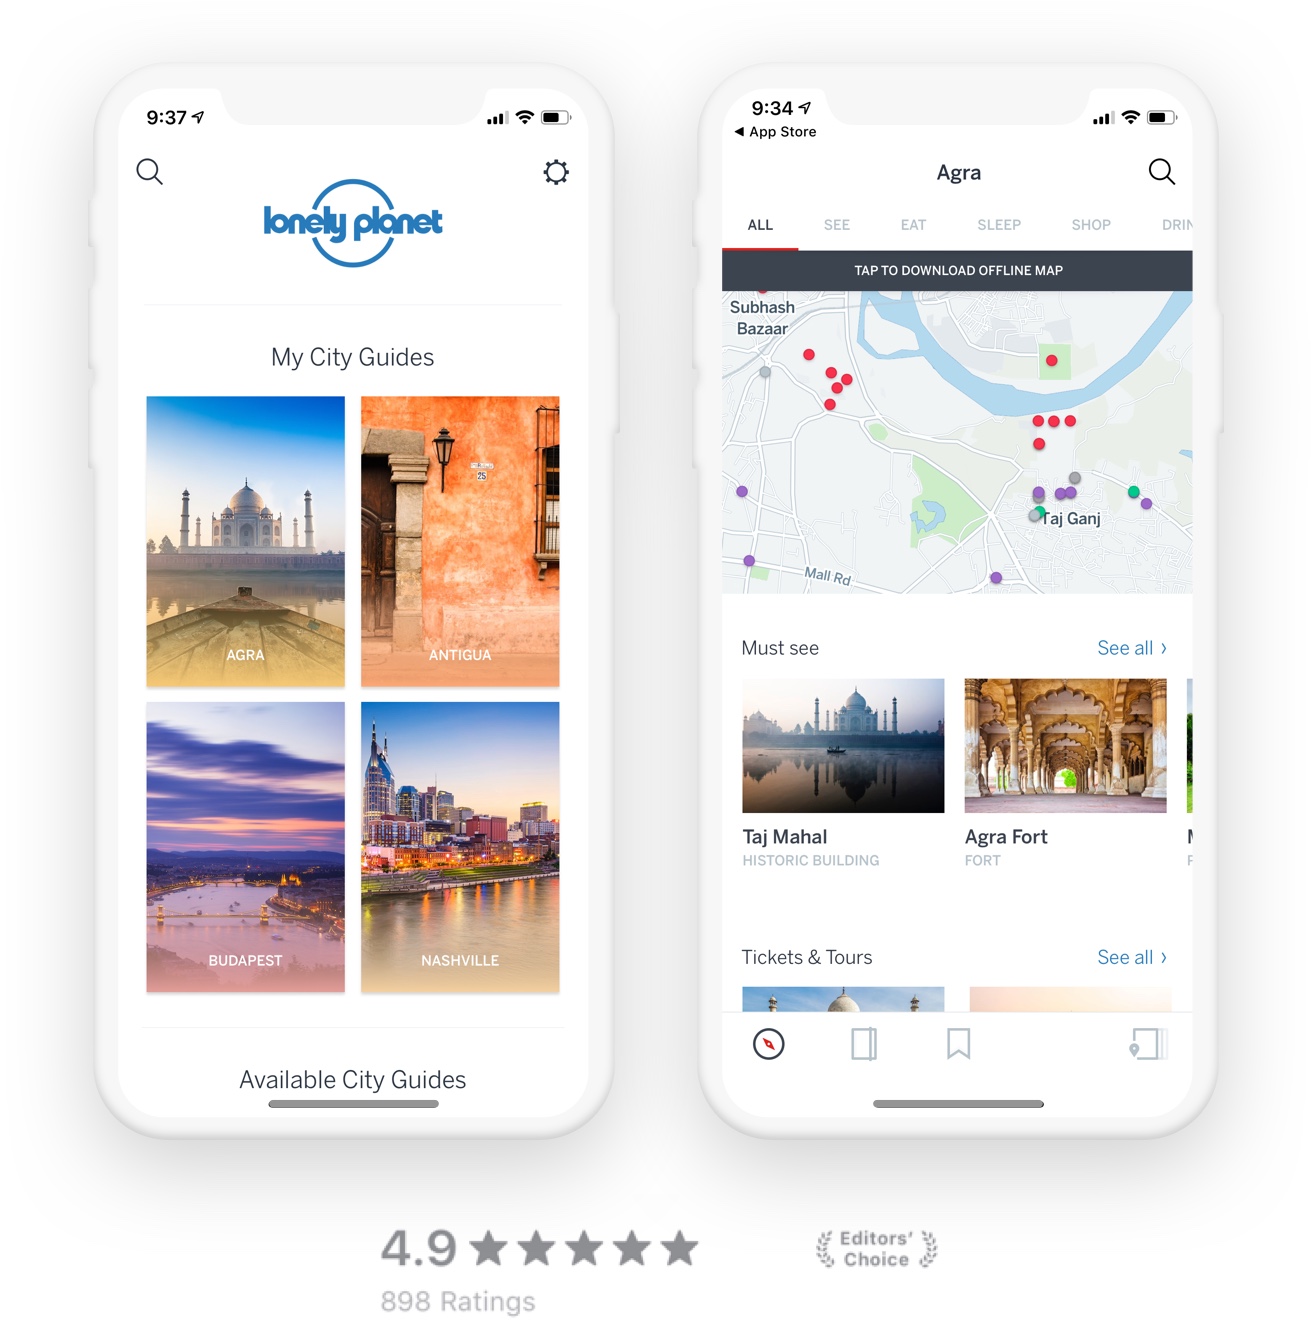 9:37
lonely planet
My City Guides
25
AGRA
ANTIGUA
BUDAPEST
NASHVILLE
Available City Guides
9:34
◀ App Store
Agra
ALL SEE EAT SLEEP SHOP DRIN
TAP TO DOWNLOAD OFFLINE MAP
Subhash
Bazaar
Taj Ganj
Mall Rd
Must see See all ›
Taj Mahal Agra Fort
HISTORIC BUILDING FORT
Tickets & Tours See all ›
4.9 ★★★★★
898 Ratings
Editors'
Choice